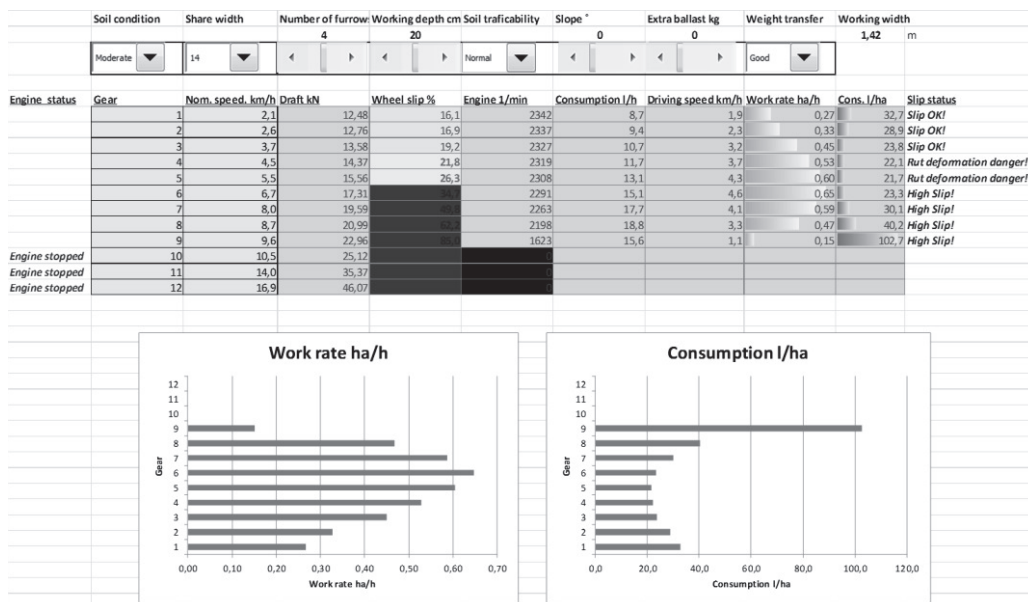 Soil condition Share width Number of furrow Working depth cm Soil traficability Slope ° Extra ballast kg Weight transfer Working width
4 20 0 0 1,42 m
Moderate 14 Normal Good
Engine status Gear Nom. speed. km/h Draft kN Wheel slip % Engine 1/min Consumption l/h Driving speed km/h Work rate ha/h Cons. l/ha Slip status
1 2,1 12,48 16,1 2342 8,7 1,9 0,27 32,7 Slip OK!
2 2,6 12,76 16,9 2337 9,4 2,3 0,33 28,9 Slip OK!
3 3,7 13,58 19,2 2327 10,7 3,2 0,45 23,8 Slip OK!
4 4,5 14,37 21,8 2319 11,7 3,7 0,53 22,1 Rut deformation danger!
5 5,5 15,56 26,3 2308 13,1 4,3 0,60 21,7 Rut deformation danger!
6 6,7 17,31 2291 15,1 4,6 0,65 23,3 High Slip!
7 8,0 19,59 2263 17,7 4,1 0,59 30,1 High Slip!
8 8,7 20,99 2198 18,8 3,3 0,47 40,2 High Slip!
9 9,6 22,96 1623 15,6 1,1 0,15 102,7 High Slip!
Engine stopped 10 10,5 25,12
Engine stopped 11 14,0 35,37
Engine stopped 12 16,9 46,07
Work rate ha/h
12
11
10
9
8
7
6
5
4
3
2
1
Gear
0,00 0,10 0,20 0,30 0,40 0,50 0,60 0,70
Work rate ha/h
Consumption l/ha
12
11
10
9
8
7
6
5
4
3
2
1
Gear
0,0 20,0 40,0 60,0 80,0 100,0 120,0
Consumption l/ha